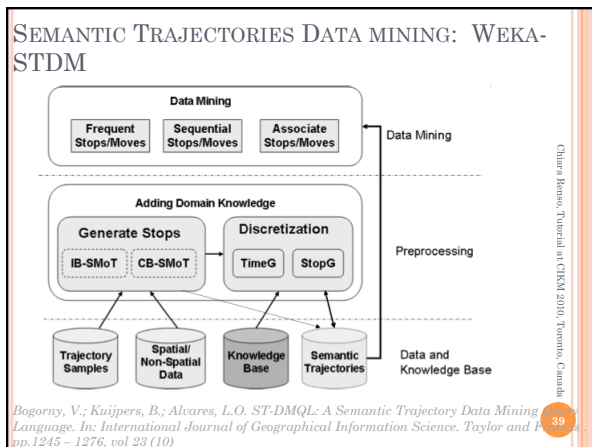 SEMANTIC TRAJECTORIES DATA MINING: WEKA-
STDM
Data Mining
Frequent
Stops/Moves
Sequential
Stops/Moves
Associate
Stops/Moves
Data Mining
Adding Domain Knowledge
Generate Stops
IB-SMoT
CB-SMoT
Discretization
TimeG
StopG
Preprocessing
Trajectory
Samples
Spatial/
Non-Spatial
Data
Knowledge
Base
Semantic
Trajectories
Data and
Knowledge Base
Chiara Renso, Tutorial at CIKM 2010, Toronto, Canada
Bogorny, V.; Kuijpers, B.; Alvares, L.O. ST-DMQL: A Semantic Trajectory Data Mining Query
Language. In: International Journal of Geographical Information Science. Taylor and Francis.
pp.1245 – 1276, vol 23 (10)
39